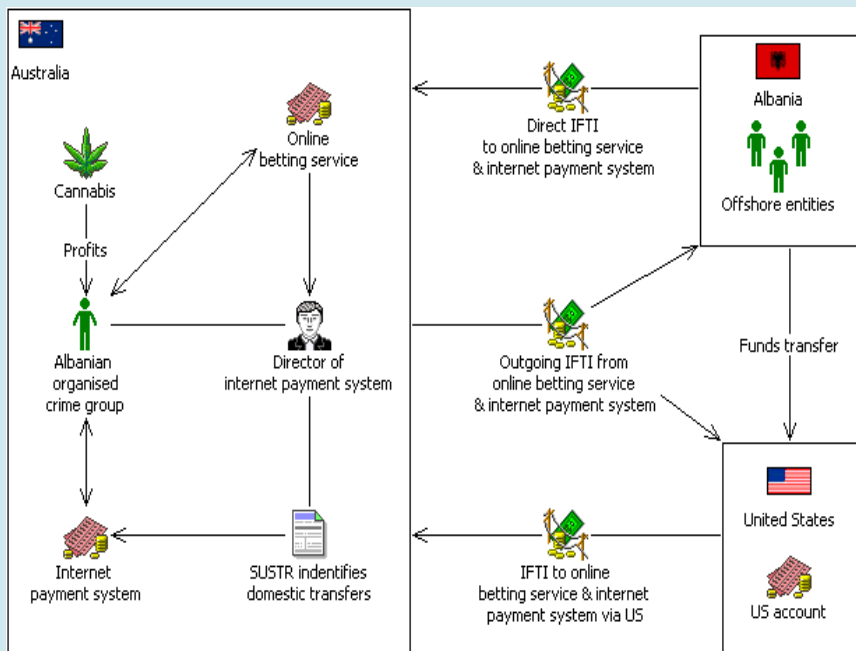 Australia
Online
betting service
Cannabis
Profits
Albanian
organised
crime group
Director of
internet payment system
Internet
payment system
SUSTR indentifies
domestic transfers
Direct IFTI
to online betting service
& internet payment system
Outgoing IFTI from
online betting service
& internet payment system
IFTI to online
betting service & internet
payment system via US
Albania
Offshore entities
Funds transfer
United States
US account